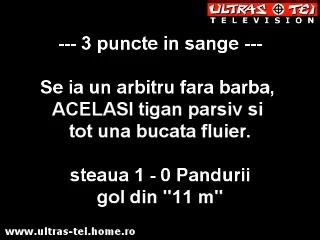 ULTRAS TEI
TELEVISION
--- 3 puncte in sange ---
Se ia un arbitru fara barba,
ACELASI tigan parsiv si
tot una bucata fluier.
steaua 1 - 0 Pandurii
gol din "11 m"
www.ultras-tei.home.ro